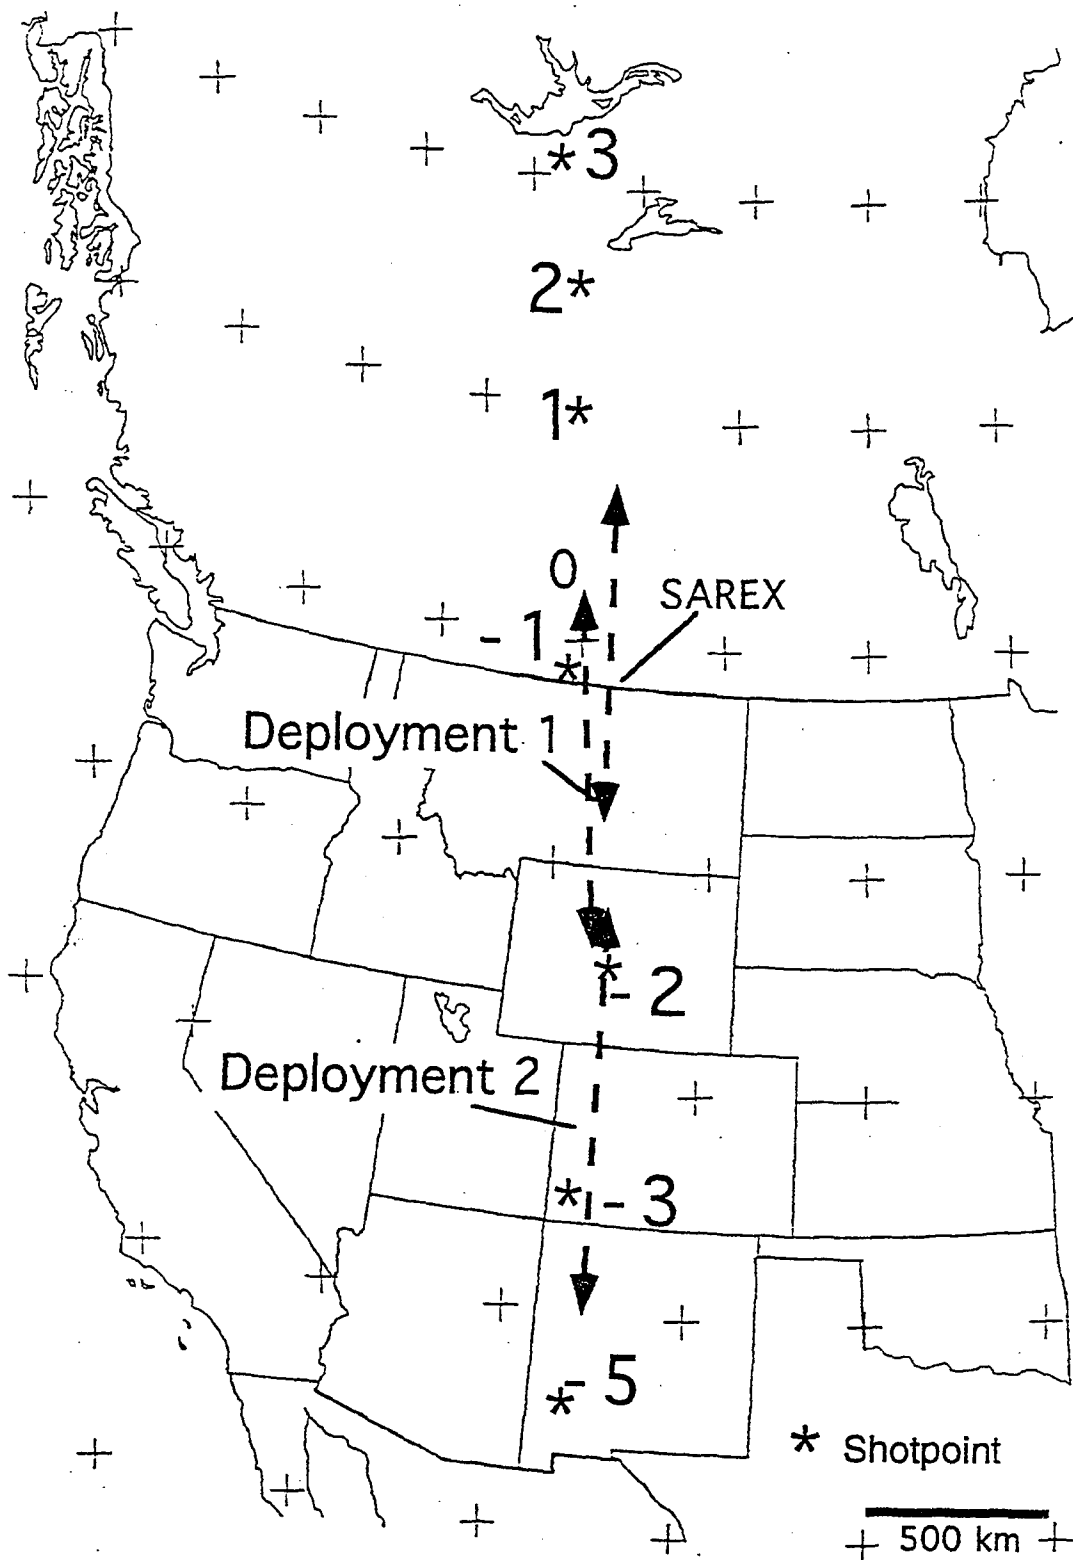 *3
2*
1*
0
SAREX
- 1
*
Deployment 1
*
- 2
Deployment 2
* - 3
*- 5
* Shotpoint
500 km